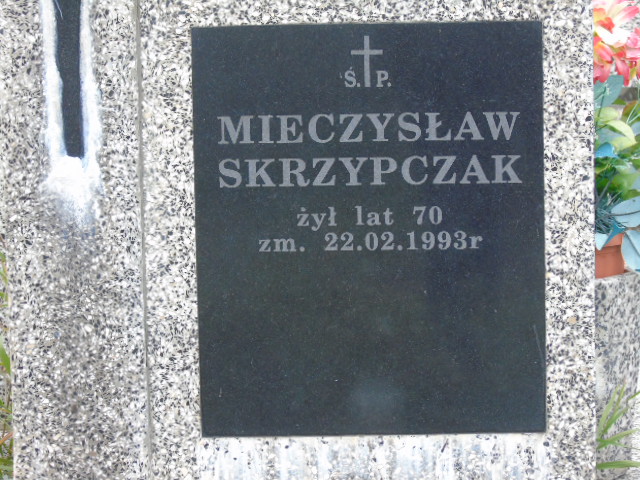 Ś. P.
MIECZYSŁAW
SKRZYPCZAK
żył lat 70
zm. 22.02.1993r